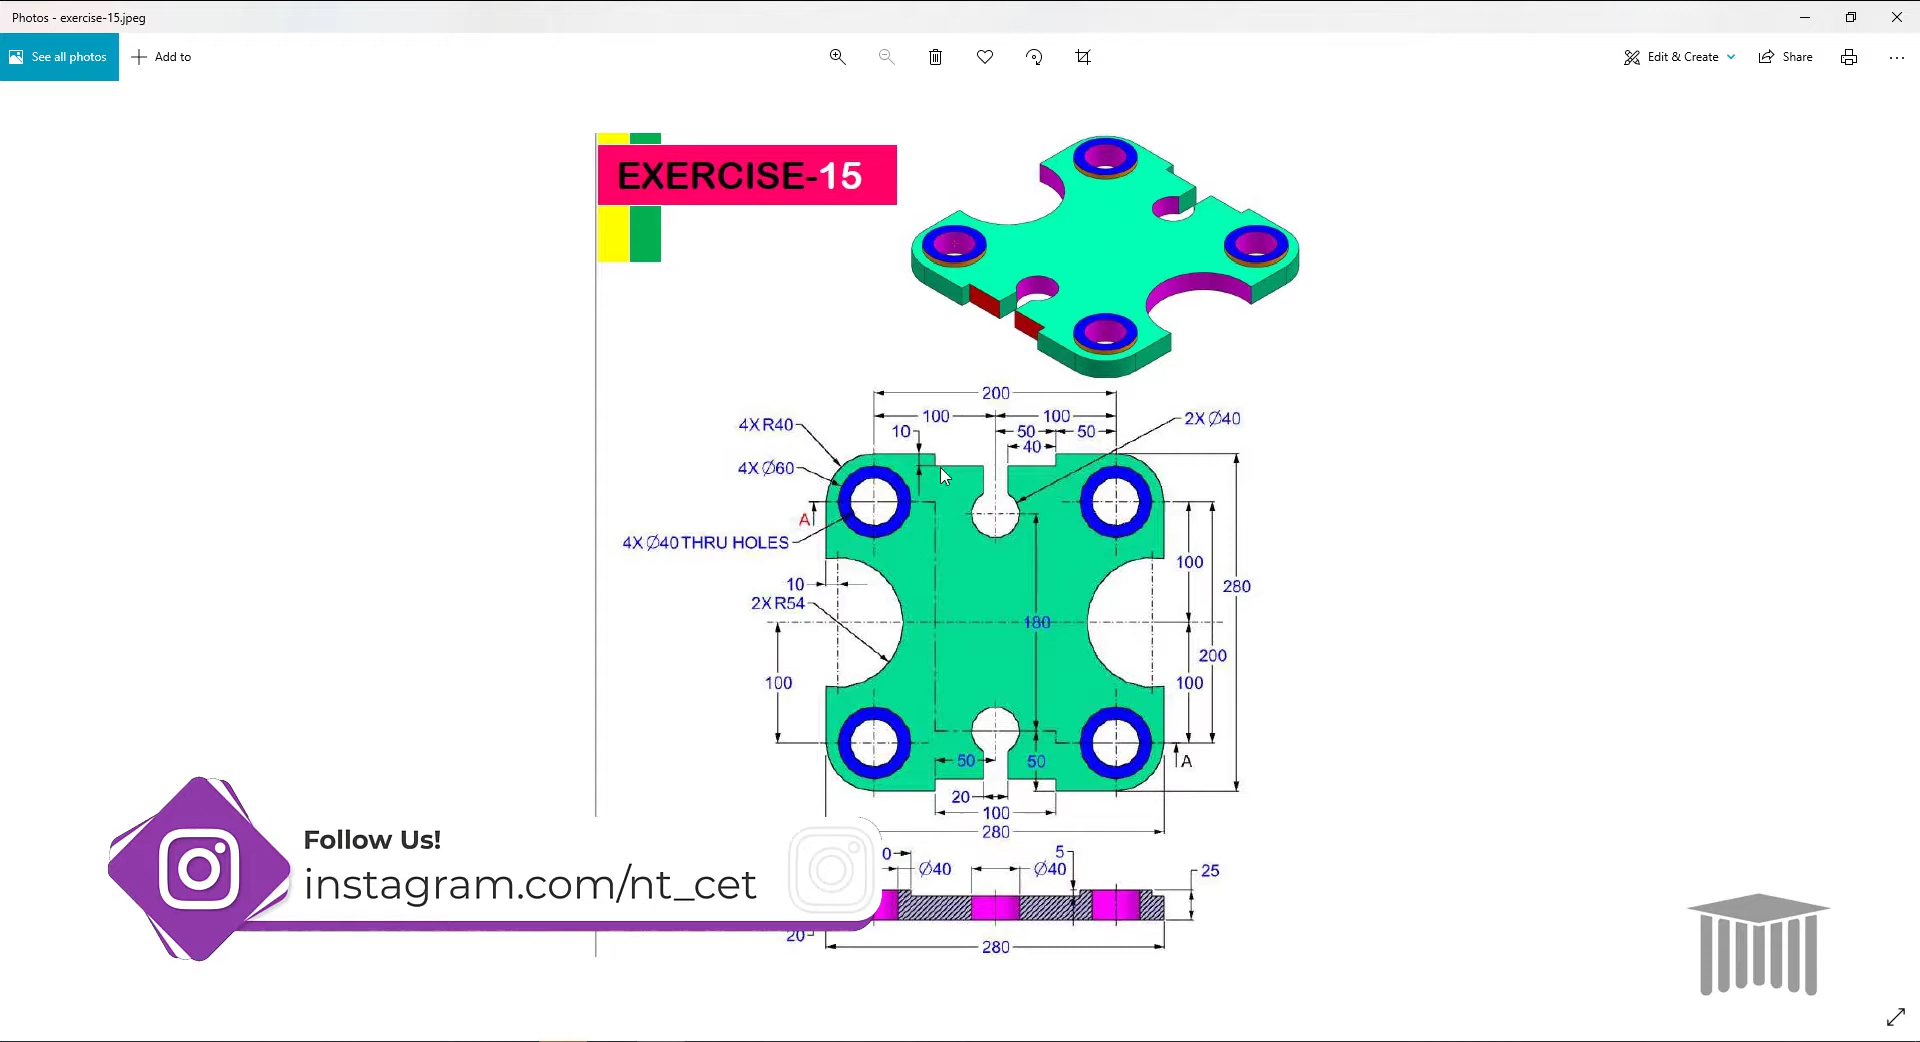 Photos - exercise-15.jpeg
See all photos
Add to
Edit & Create
Share
EXERCISE-15
200
100
100
4X R40
2X Ø40
10
50
50
40
4X Ø60
A
4X Ø40 THRU HOLES
100
10
280
2X R54
180
200
100
100
50
50
A
20
100
280
Follow Us!
instagram.com/nt_cet
0
Ø40
5
Ø40
25
20
280